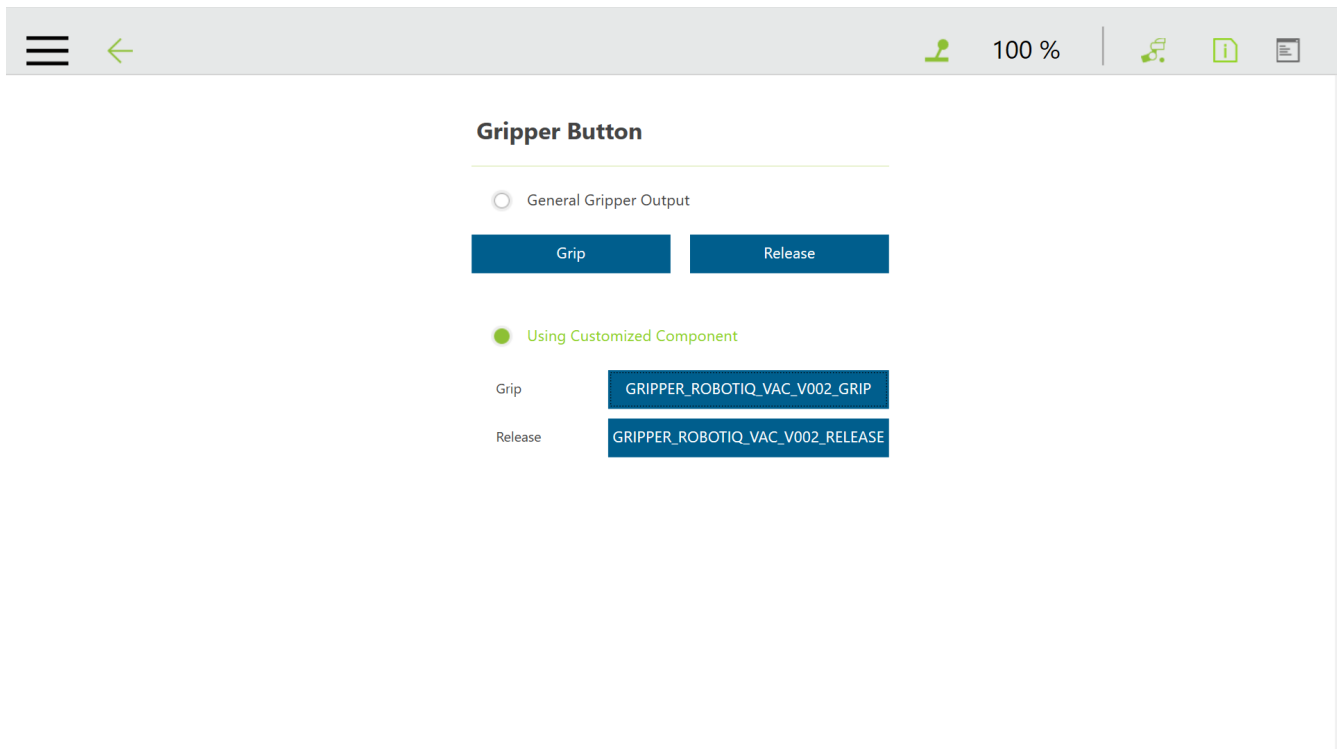 100 %
Gripper Button
General Gripper Output
Grip Release
Using Customized Component
Grip GRIPPER_ROBOTIQ_VAC_V002_GRIP
Release GRIPPER_ROBOTIQ_VAC_V002_RELEASE